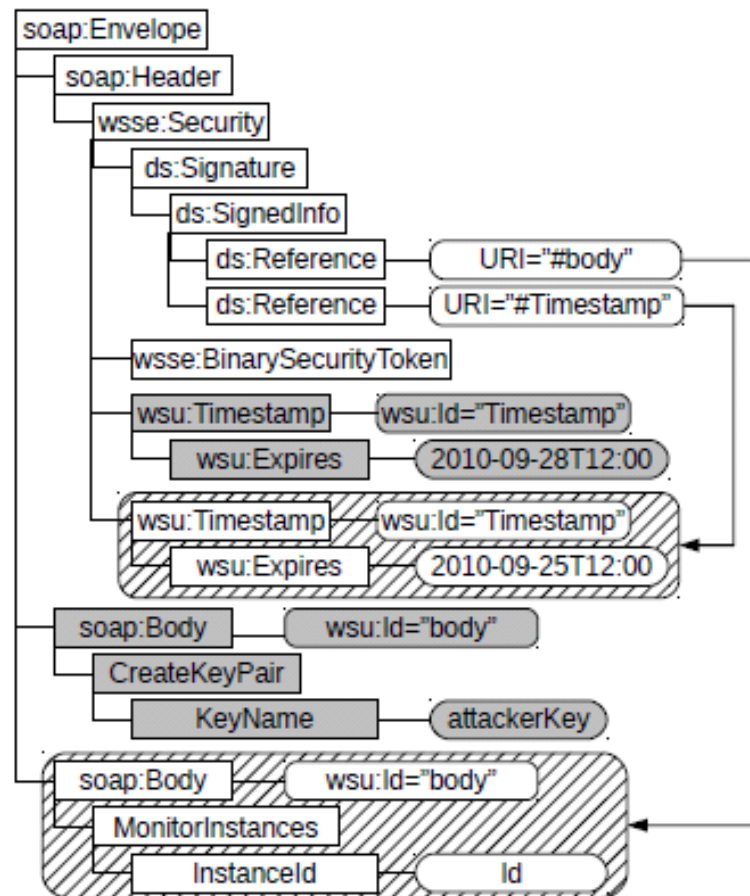 soap:Envelope
soap:Header
wsse:Security
ds:Signature
ds:SignedInfo
ds:Reference URI="#body"
ds:Reference URI="#Timestamp"
wsse:BinarySecurityToken
wsu:Timestamp wsu:Id="Timestamp"
wsu:Expires 2010-09-28T12:00
wsu:Timestamp wsu:Id="Timestamp"
wsu:Expires 2010-09-25T12:00
soap:Body wsu:Id="body"
CreateKeyPair
KeyName attackerKey
soap:Body wsu:Id="body"
MonitorInstances
InstanceId Id